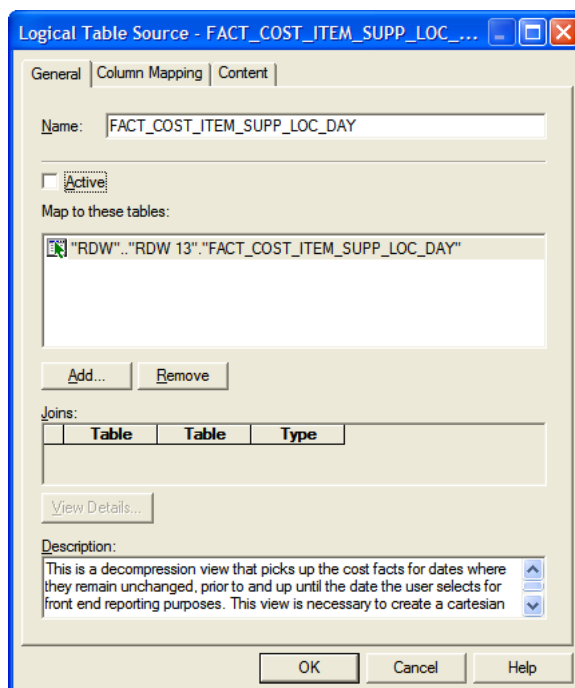 Logical Table Source - FACT_COST_ITEM_SUPP_LOC_...
General Column Mapping Content
Name: FACT_COST_ITEM_SUPP_LOC_DAY
Active
Map to these tables:
"RDW".."RDW 13"."FACT_COST_ITEM_SUPP_LOC_DAY"
Add... Remove
Joins:
Table Table Type
View Details...
Description:
This is a decompression view that picks up the cost facts for dates where
they remain unchanged, prior to and up until the date the user selects for
front end reporting purposes. This view is necessary to create a cartesian
OK Cancel Help